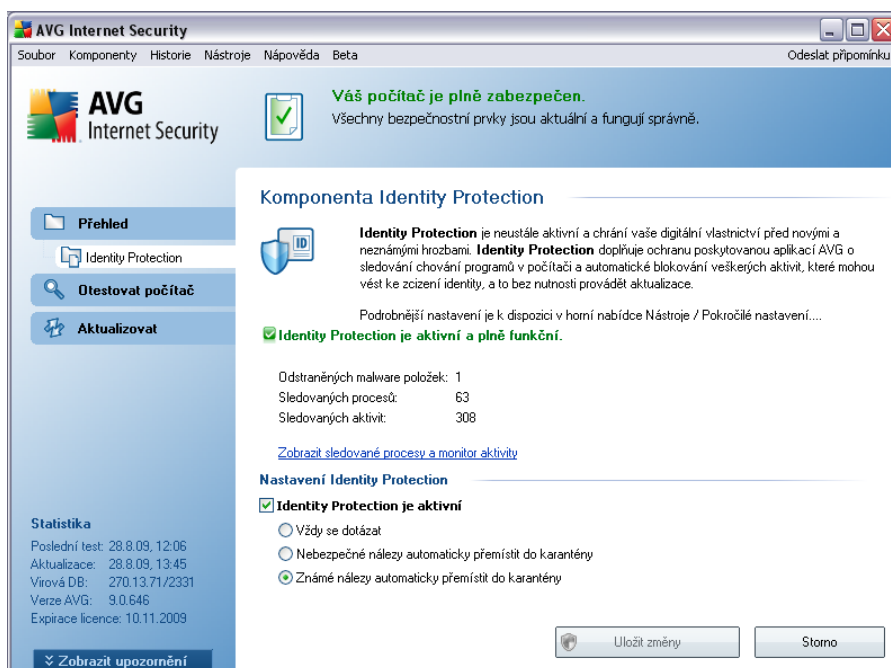 AVG Internet Security
Soubor Komponenty Historie Nástroje Nápověda Beta Odeslat připomínku
AVG
Internet Security
Váš počítač je plně zabezpečen.
Všechny bezpečnostní prvky jsou aktuální a fungují správně.
Přehled
Identity Protection
Otestovat počítač
Aktualizovat
Komponenta Identity Protection
ID
Identity Protection je neustále aktivní a chrání vaše digitální vlastnictví před novými a
neznámými hrozbami. Identity Protection doplňuje ochranu poskytovanou aplikací AVG o
sledování chování programů v počítači a automatické blokování veškerých aktivit, které mohou
vést ke zcizení identity, a to bez nutnosti provádět aktualizace.
Podrobnější nastavení je k dispozici v horní nabídce Nástroje / Pokročilé nastavení....
Identity Protection je aktivní a plně funkční.
Odstraněných malware položek: 1
Sledovaných procesů: 63
Sledovaných aktivit: 308
Zobrazit sledované procesy a monitor aktivity
Nastavení Identity Protection
Identity Protection je aktivní
Vždy se dotázat
Nebezpečné nálezy automaticky přemístit do karantény
Známé nálezy automaticky přemístit do karantény
Statistika
Poslední test: 28.8.09, 12:06
Aktualizace: 28.8.09, 13:45
Virová DB: 270.13.71/2331
Verze AVG: 9.0.646
Expirace licence: 10.11.2009
Zobrazit upozornění
Uložit změny
Storno